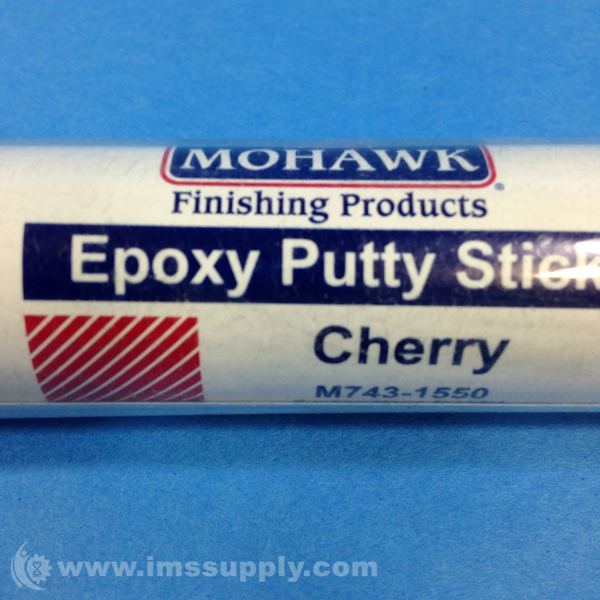 MOHAWK
®
Finishing Products
Epoxy Putty Stick
Cherry
M743-1550
www.imssupply.com